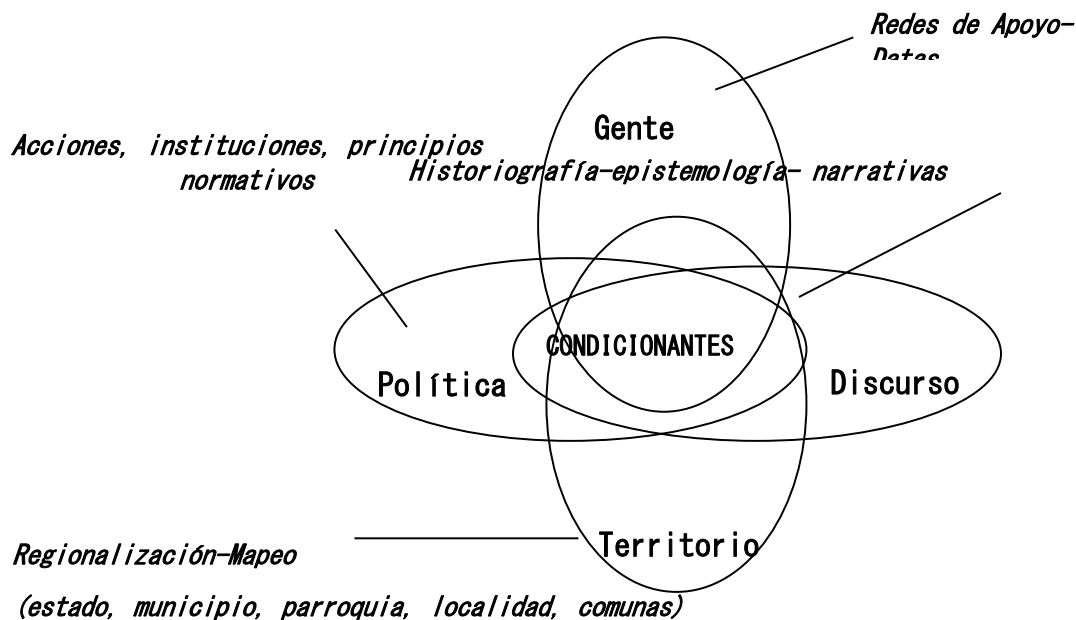 Redes de Apoyo-
Datas
Gente
Acciones, instituciones, principios
normativos
Historiografía-epistemología- narrativas
CONDICIONANTES
Política
Discurso
Territorio
Regionalización-Mapeo
(estado, municipio, parroquia, localidad, comunas)